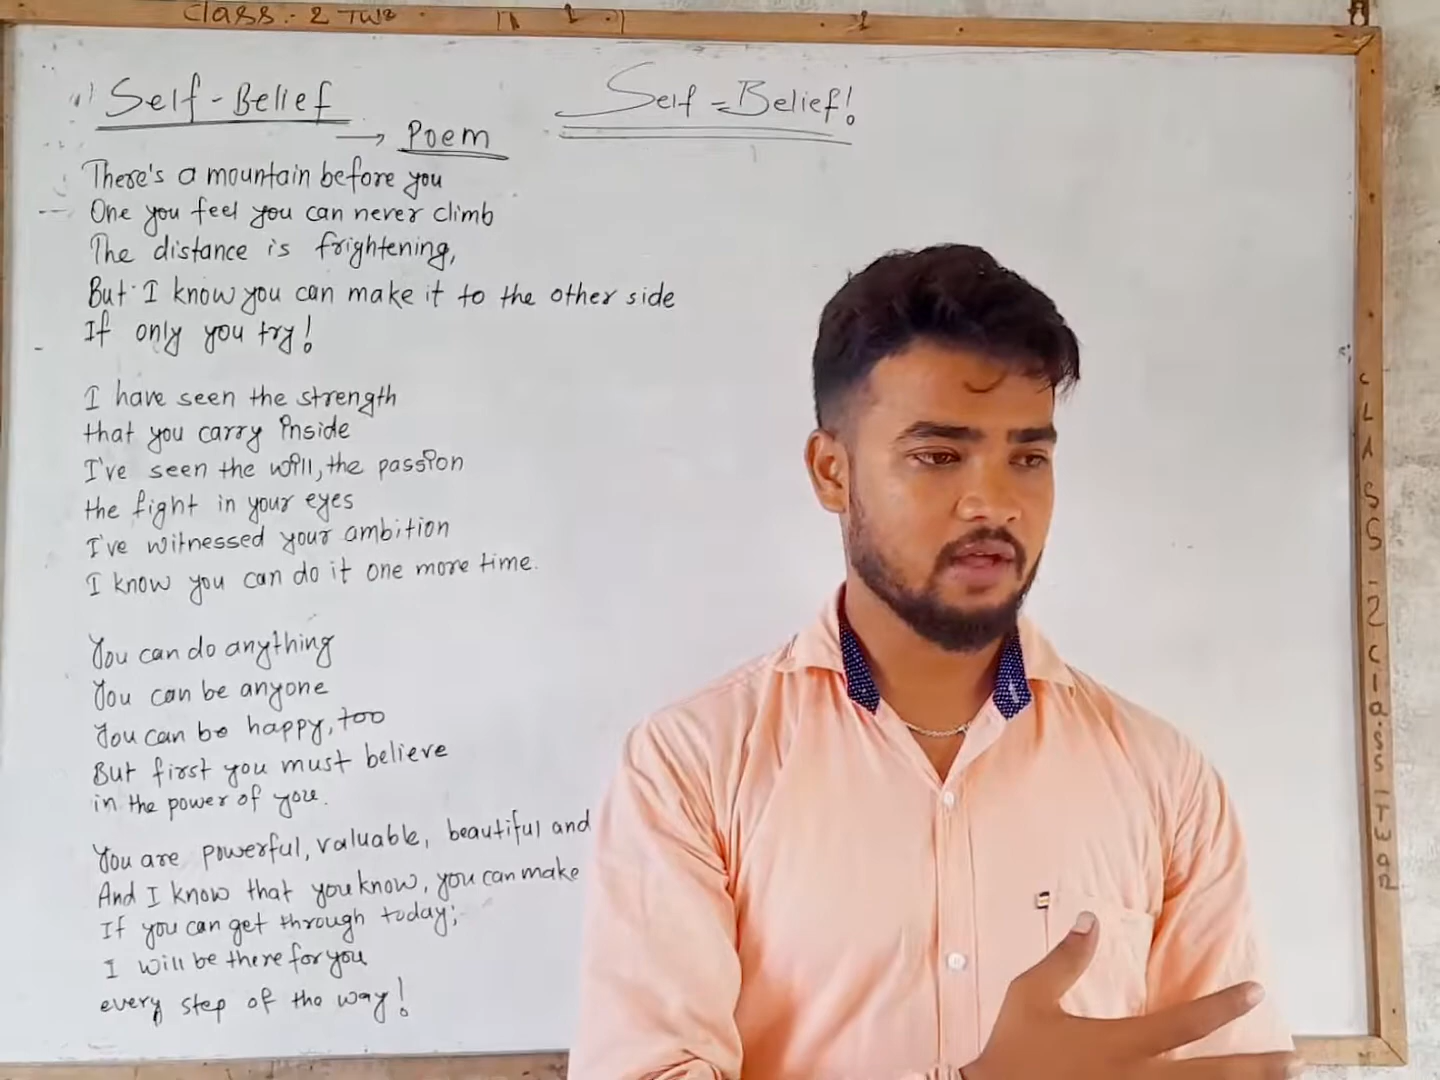 Class :- 2 Two
Self-Belief
Self = Belief!
→ Poem
There's a mountain before you
One you feel you can never climb
The distance is frightening,
But I know you can make it to the other side
If only you try!
I have seen the strength
that you carry inside
I've seen the will, the passion
the fight in your eyes
I've witnessed your ambition
I know you can do it one more time.
You can do anything
You can be anyone
You can be happy, too
But first you must believe
in the power of you.
You are powerful, valuable, beautiful and
And I know that you know, you can make
If you can get through today;
I will be there for you
every step of the way!
CLASS - 2 Class